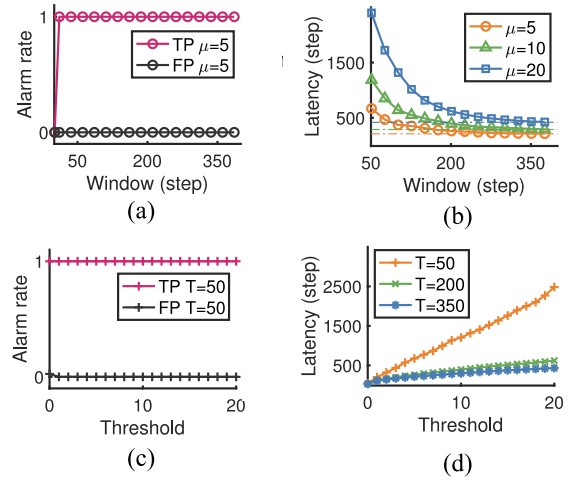 1
0
Alarm rate
TP μ=5
FP μ=5
50 200 350
Window (step)
(a)
1500
500
Latency (step)
μ=5
μ=10
μ=20
50 200 350
Window (step)
(b)
1
0
Alarm rate
TP T=50
FP T=50
0 10 20
Threshold
(c)
2500
1500
500
Latency (step)
T=50
T=200
T=350
0 10 20
Threshold
(d)